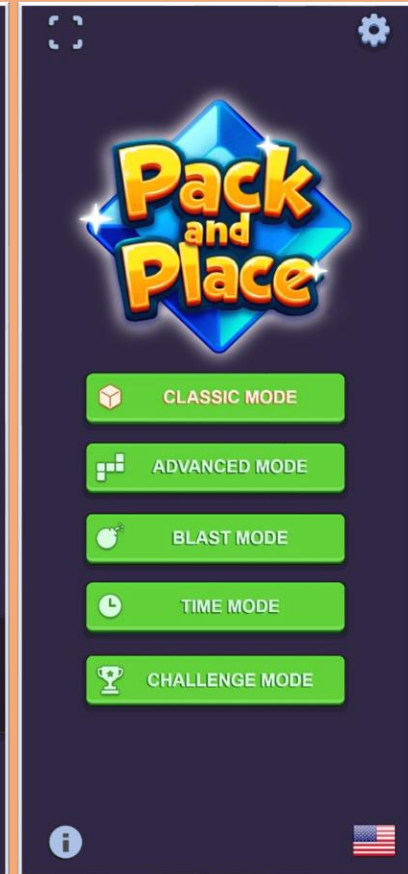 Pack
and
Place
CLASSIC MODE
ADVANCED MODE
BLAST MODE
TIME MODE
CHALLENGE MODE